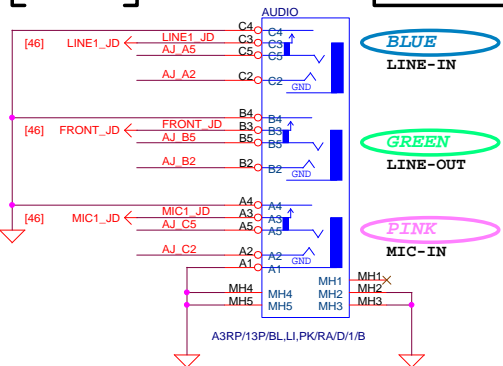 AUDIO
C4 C4
[46] LINE1_JD LINE1_JD C3 C3
AJ_A5 C5 C5
AJ_A2 C2 C2
GND
BLUE
LINE-IN
B4 B4
[46] FRONT_JD FRONT_JD B3 B3
AJ_B5 B5 B5
AJ_B2 B2 B2
GND
GREEN
LINE-OUT
A4 A4
[46] MIC1_JD MIC1_JD A3 A3
AJ_C5 A5 A5
AJ_C2 A2 A2
GND
A1 A1
PINK
MIC-IN
MH1 MH1
MH4 MH4 MH2 MH2
MH5 MH5 MH3 MH3
A3RP/13P/BL,LI,PK/RA/D/1/B